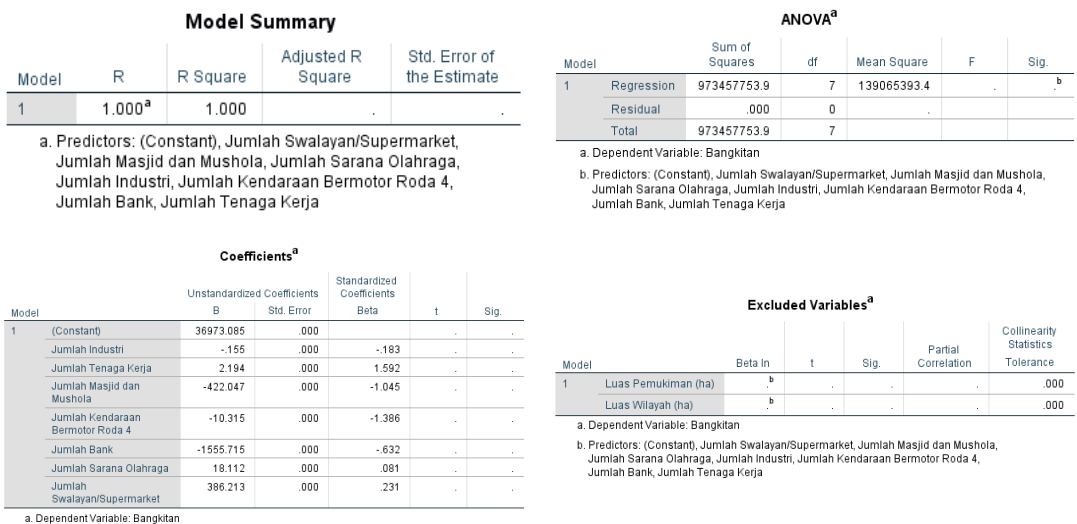 Model Summary
Model R R Square Adjusted R Square Std. Error of the Estimate
1 1.000a 1.000 . .
a. Predictors: (Constant), Jumlah Swalayan/Supermarket,
Jumlah Masjid dan Mushola, Jumlah Sarana Olahraga,
Jumlah Industri, Jumlah Kendaraan Bermotor Roda 4,
Jumlah Bank, Jumlah Tenaga Kerja
ANOVAa
Model Sum of Squares df Mean Square F Sig.
1 Regression 973457753.9 7 139065393.4 . .b
Residual .000 0 .
Total 973457753.9 7
a. Dependent Variable: Bangkitan
b. Predictors: (Constant), Jumlah Swalayan/Supermarket, Jumlah Masjid dan Mushola,
Jumlah Sarana Olahraga, Jumlah Industri, Jumlah Kendaraan Bermotor Roda 4,
Jumlah Bank, Jumlah Tenaga Kerja
Coefficientsa
Unstandardized Coefficients Standardized Coefficients
Model B Std. Error Beta t Sig.
1 (Constant) 36973.085 .000 . .
Jumlah Industri -.155 .000 -.183 . .
Jumlah Tenaga Kerja 2.194 .000 1.592 . .
Jumlah Masjid dan Mushola -422.047 .000 -1.045 . .
Jumlah Kendaraan Bermotor Roda 4 -10.315 .000 -1.386 . .
Jumlah Bank -1555.715 .000 -.632 . .
Jumlah Sarana Olahraga 18.112 .000 .081 . .
Jumlah Swalayan/Supermarket 386.213 .000 .231 . .
a. Dependent Variable: Bangkitan
Excluded Variablesa
Model Beta In t Sig. Partial Correlation Collinearity Statistics Tolerance
1 Luas Pemukiman (ha) .b . . . .000
Luas Wilayah (ha) .b . . . .000
a. Dependent Variable: Bangkitan
b. Predictors: (Constant), Jumlah Swalayan/Supermarket, Jumlah Masjid dan Mushola,
Jumlah Sarana Olahraga, Jumlah Industri, Jumlah Kendaraan Bermotor Roda 4,
Jumlah Bank, Jumlah Tenaga Kerja